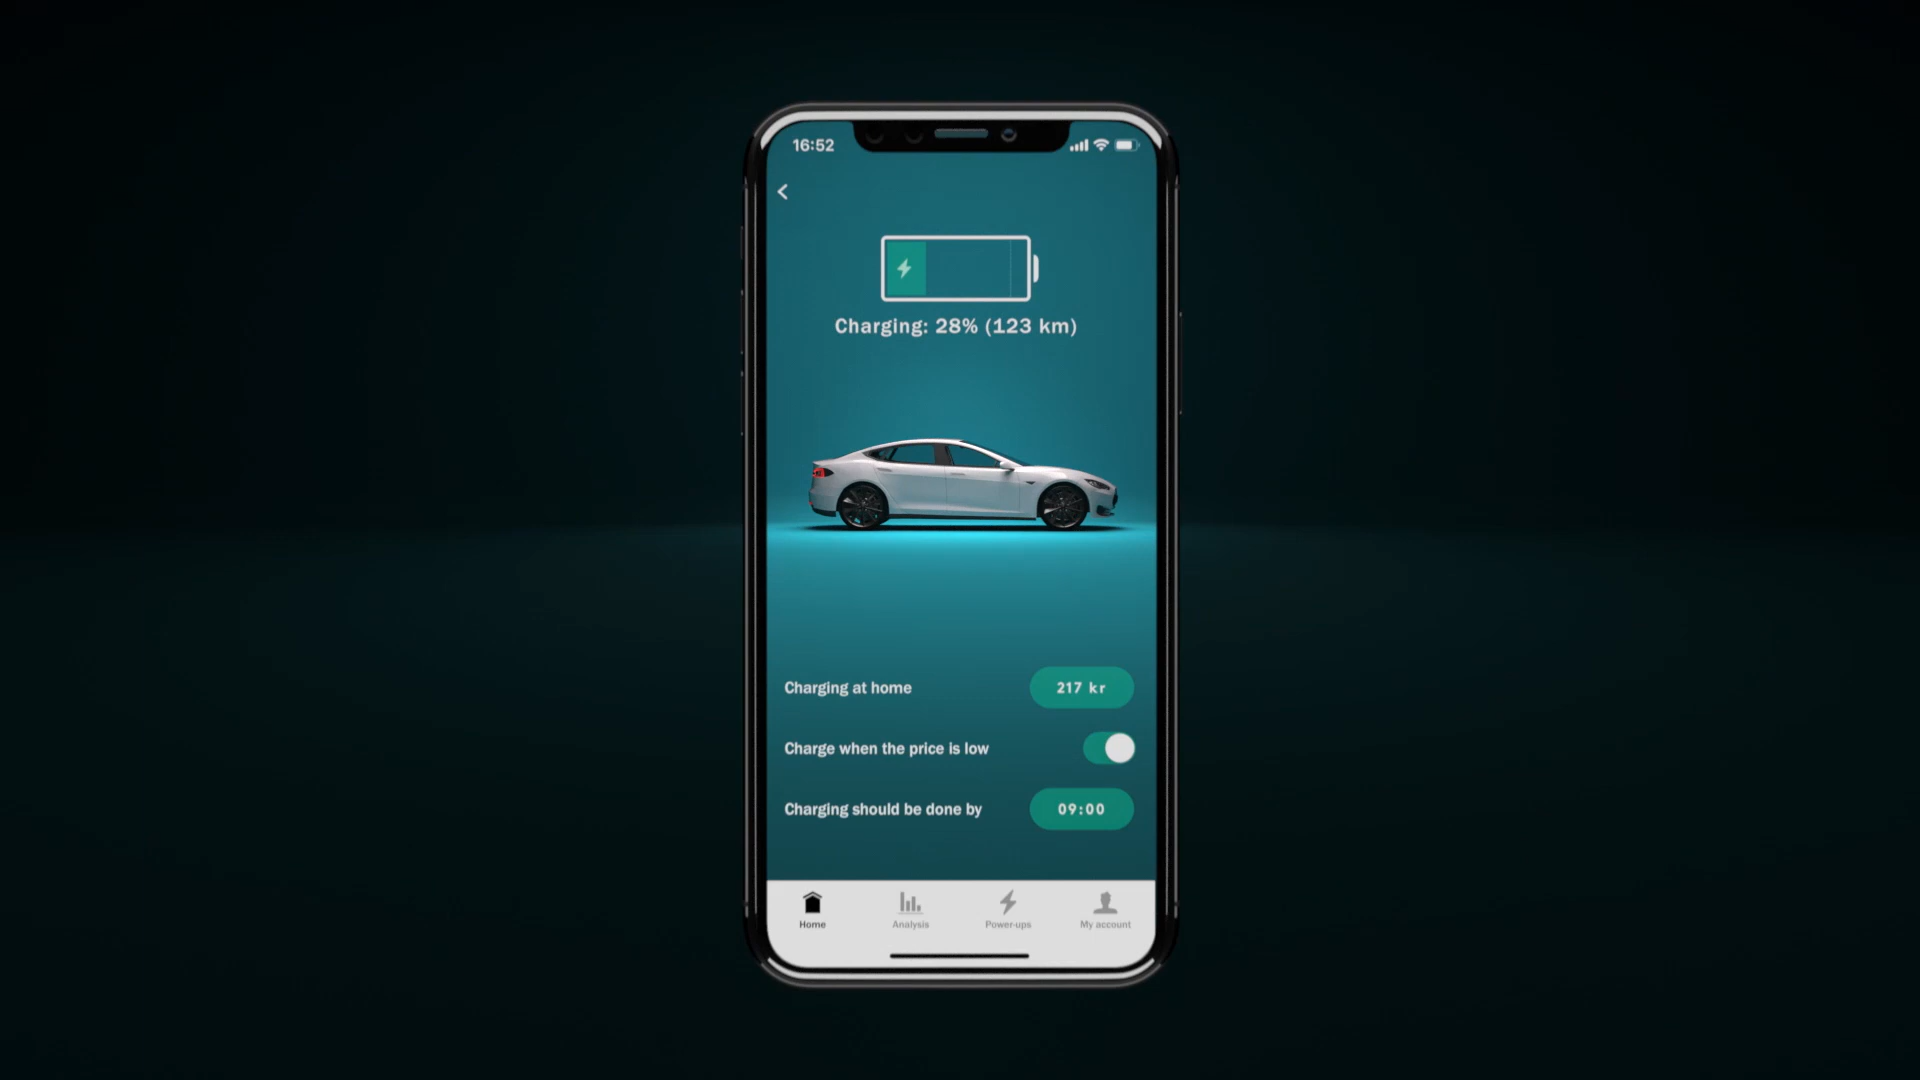 16:52
Charging: 28% (123 km)
Charging at home
217 kr
Charge when the price is low
Charging should be done by
09:00
Home
Analysis
Power-ups
My account